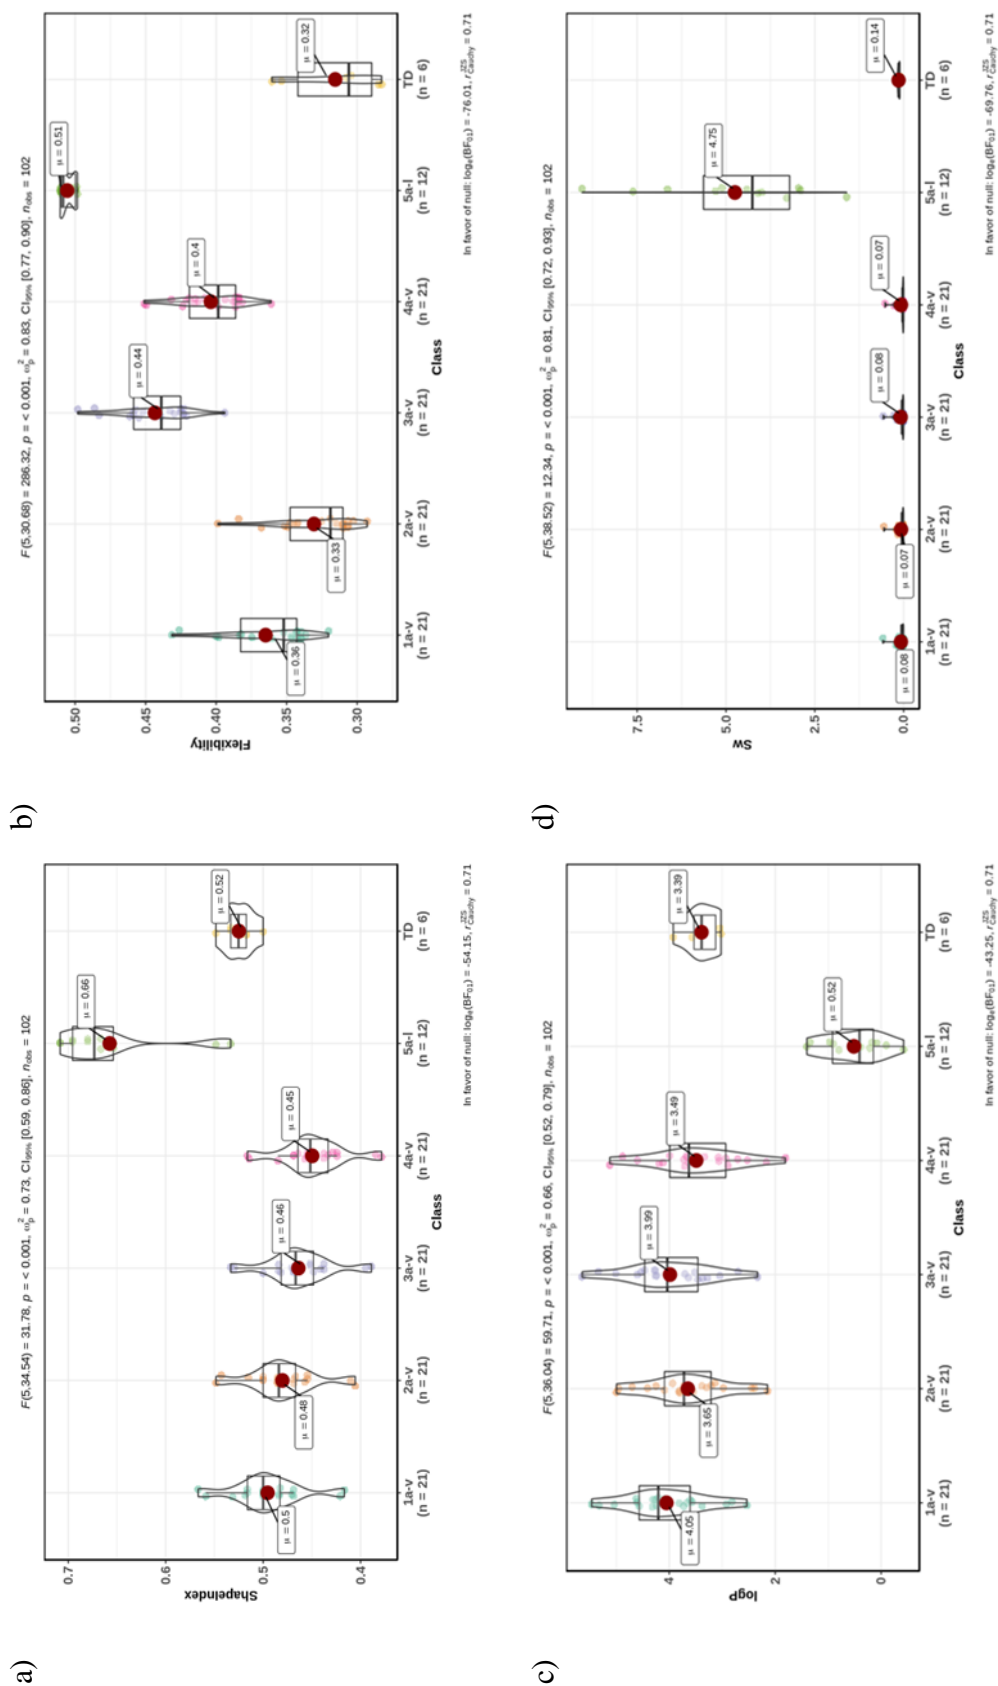 a)
F(5,34.54) = 31.78, p = < 0.001, ω²p = 0.73, CI95% [0.59, 0.86], nobs = 102
ShapeIndex
0.7
0.6
0.5
0.4
μ = 0.5
μ = 0.48
μ = 0.46
μ = 0.45
μ = 0.66
μ = 0.52
1a-v (n = 21)
2a-v (n = 21)
3a-v (n = 21)
4a-v (n = 21)
5a-l (n = 12)
TD (n = 6)
Class
In favor of null: loge(BF01) = -54.15, rJZSCauchy = 0.71
b)
F(5,30.68) = 286.32, p = < 0.001, ω²p = 0.83, CI95% [0.77, 0.90], nobs = 102
Flexibility
0.50
0.45
0.40
0.35
0.30
μ = 0.36
μ = 0.33
μ = 0.44
μ = 0.4
μ = 0.51
μ = 0.32
1a-v (n = 21)
2a-v (n = 21)
3a-v (n = 21)
4a-v (n = 21)
5a-l (n = 12)
TD (n = 6)
Class
In favor of null: loge(BF01) = -76.01, rJZSCauchy = 0.71
c)
F(5,36.04) = 59.71, p = < 0.001, ω²p = 0.66, CI95% [0.52, 0.79], nobs = 102
logP
4
2
0
μ = 4.05
μ = 3.65
μ = 3.99
μ = 3.49
μ = 0.52
μ = 3.39
1a-v (n = 21)
2a-v (n = 21)
3a-v (n = 21)
4a-v (n = 21)
5a-l (n = 12)
TD (n = 6)
Class
In favor of null: loge(BF01) = -43.25, rJZSCauchy = 0.71
d)
F(5,38.52) = 12.34, p = < 0.001, ω²p = 0.81, CI95% [0.72, 0.93], nobs = 102
Sw
7.5
5.0
2.5
0.0
μ = 0.08
μ = 0.07
μ = 0.08
μ = 0.07
μ = 4.75
μ = 0.14
1a-v (n = 21)
2a-v (n = 21)
3a-v (n = 21)
4a-v (n = 21)
5a-l (n = 12)
TD (n = 6)
Class
In favor of null: loge(BF01) = -69.76, rJZSCauchy = 0.71